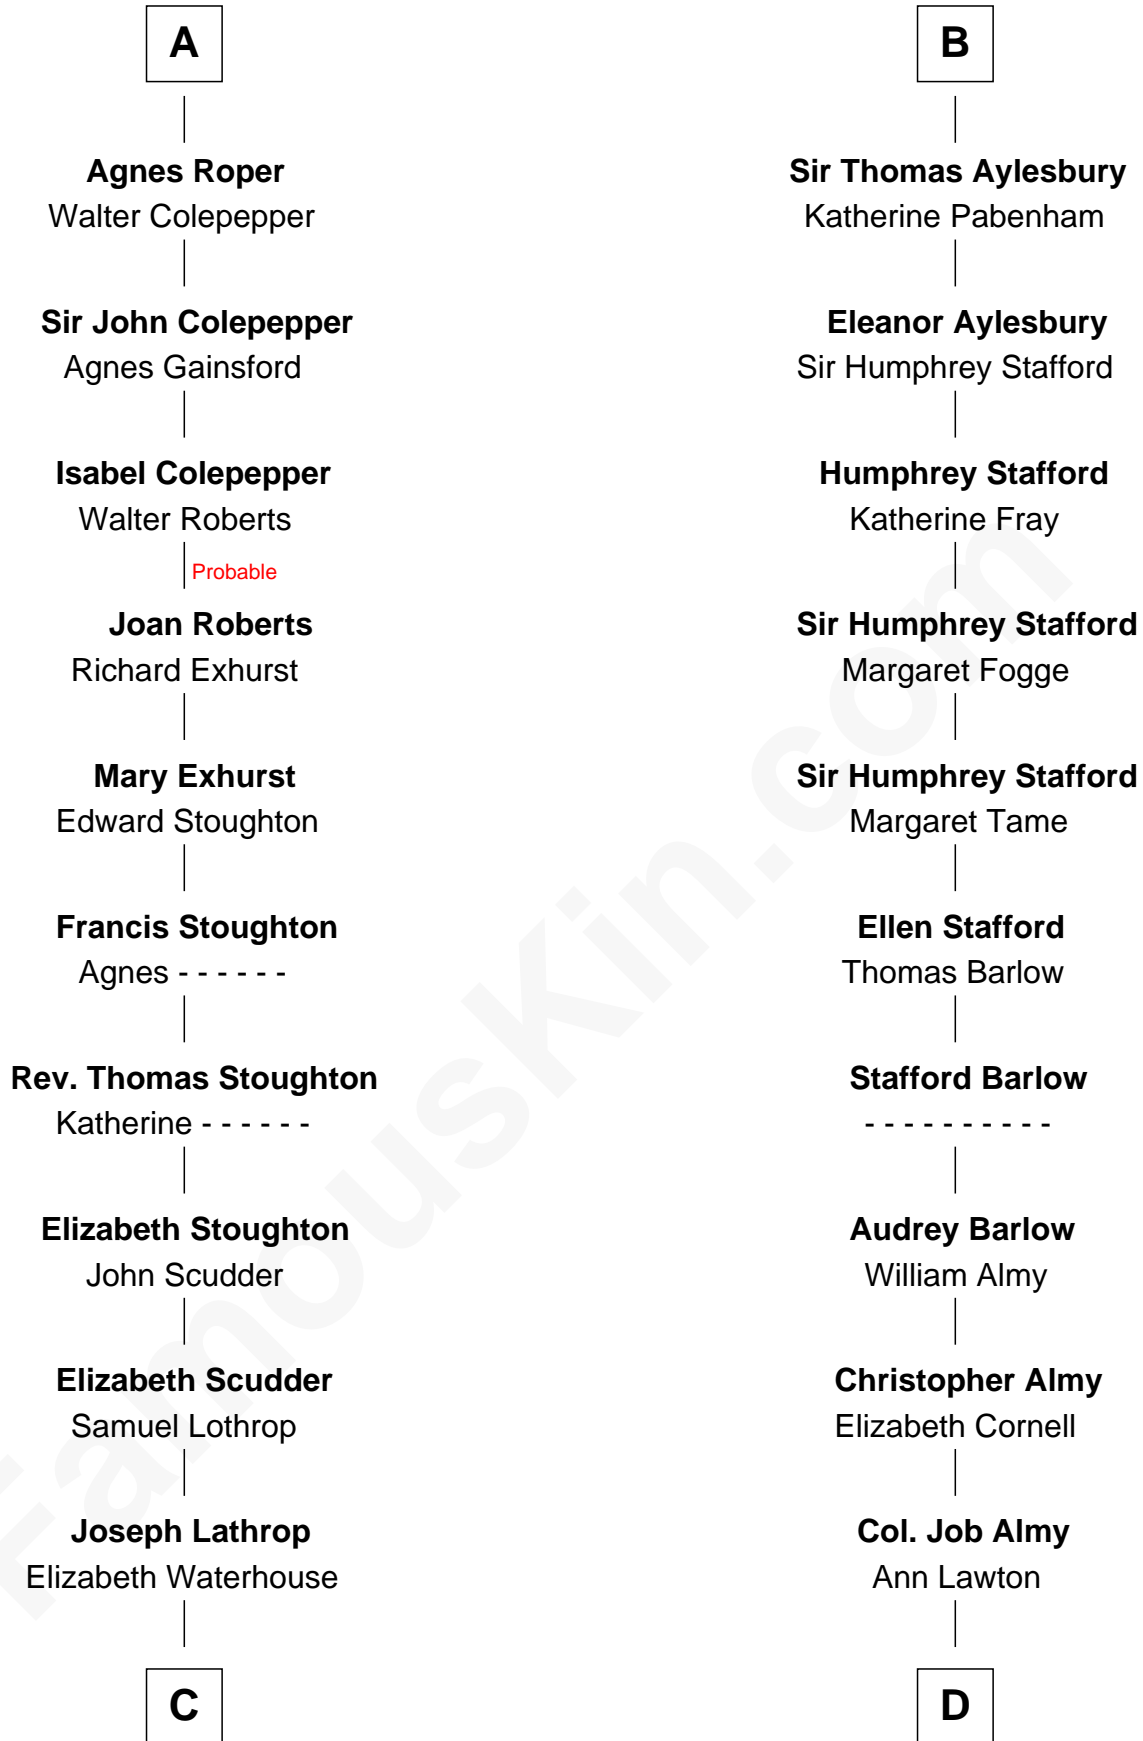 A
Agnes Roper
Walter Colepepper
Sir John Colepepper
Agnes Gainsford
Isabel Colepepper
Walter Roberts
Probable
Joan Roberts
Richard Exhurst
Mary Exhurst
Edward Stoughton
Francis Stoughton
Agnes - - - - - -
Rev. Thomas Stoughton
Katherine - - - - - -
Elizabeth Stoughton
John Scudder
Elizabeth Scudder
Samuel Lothrop
Joseph Lathrop
Elizabeth Waterhouse
C
B
Sir Thomas Aylesbury
Katherine Pabenham
Eleanor Aylesbury
Sir Humphrey Stafford
Humphrey Stafford
Katherine Fray
Sir Humphrey Stafford
Margaret Fogge
Sir Humphrey Stafford
Margaret Tame
Ellen Stafford
Thomas Barlow
Stafford Barlow
- - - - - - - - - -
Audrey Barlow
William Almy
Christopher Almy
Elizabeth Cornell
Col. Job Almy
Ann Lawton
D
FamousKin.com